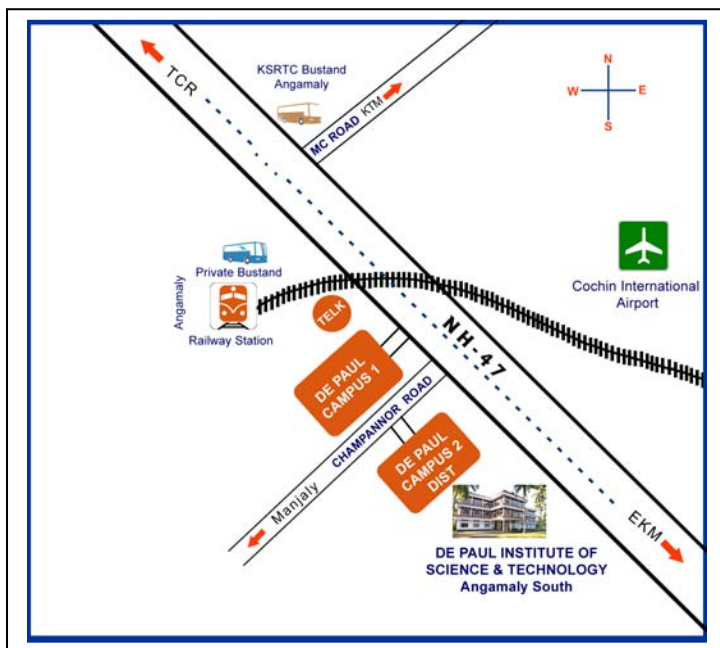 TCR
KSRTC Bustand
Angamaly
MC ROAD KTM
N
W E
S
Private Bustand
Angamaly
Railway Station
TELK
Cochin International
Airport
NH-47
DE PAUL
CAMPUS 1
CHAMPANNOR ROAD
Manjaly
DE PAUL
CAMPUS 2
DIST
EKM
DE PAUL INSTITUTE OF
SCIENCE & TECHNOLOGY
Angamaly South